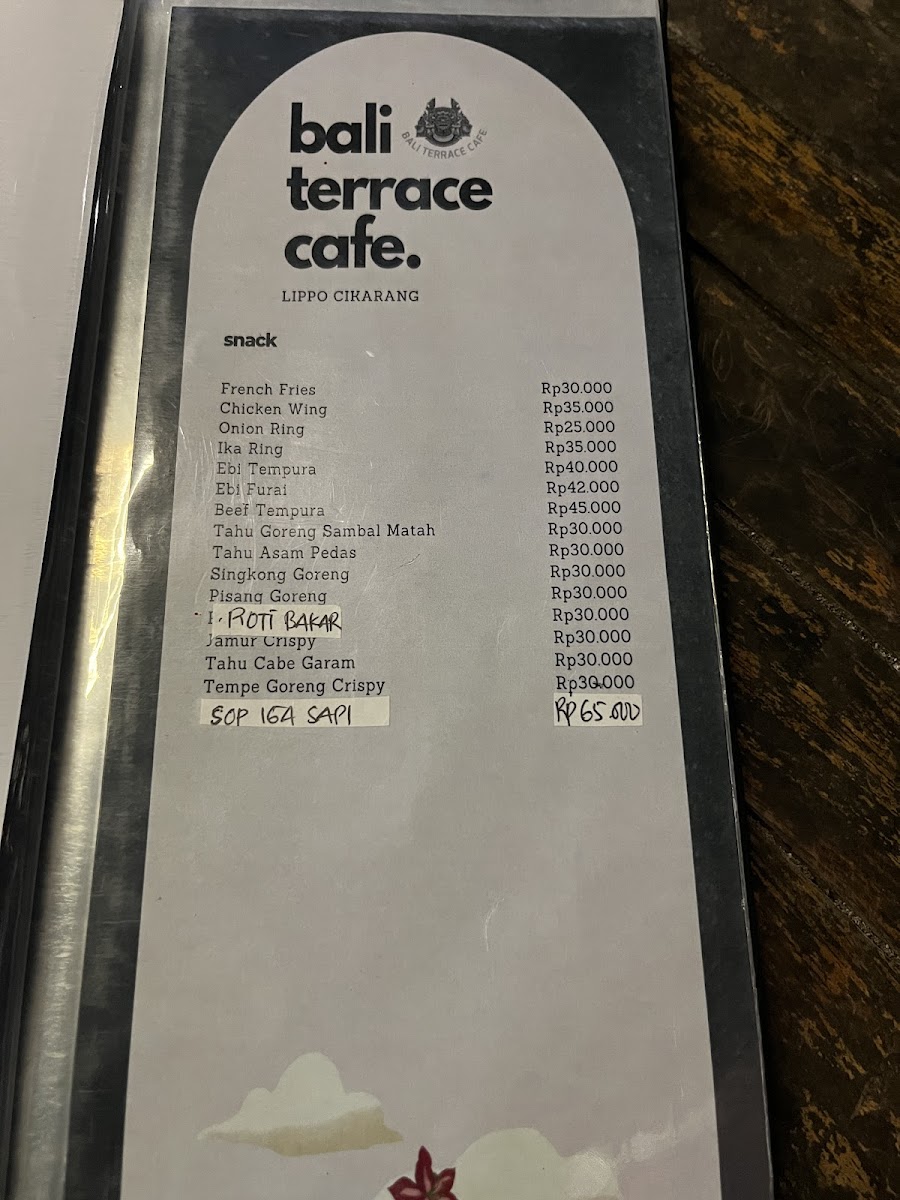 bali
BALI TERRACE CAFE
terrace
cafe.
LIPPO CIKARANG
snack
French Fries Rp30.000
Chicken Wing Rp35.000
Onion Ring Rp25.000
Ika Ring Rp35.000
Ebi Tempura Rp40.000
Ebi Furai Rp42.000
Beef Tempura Rp45.000
Tahu Goreng Sambal Matah Rp30.000
Tahu Asam Pedas Rp30.000
Singkong Goreng Rp30.000
Pisang Goreng Rp30.000
ROTI BAKAR Rp30.000
Jamur Crispy Rp30.000
Tahu Cabe Garam Rp30.000
Tempe Goreng Crispy Rp30.000
SOP IGA SAPI RP 65.000